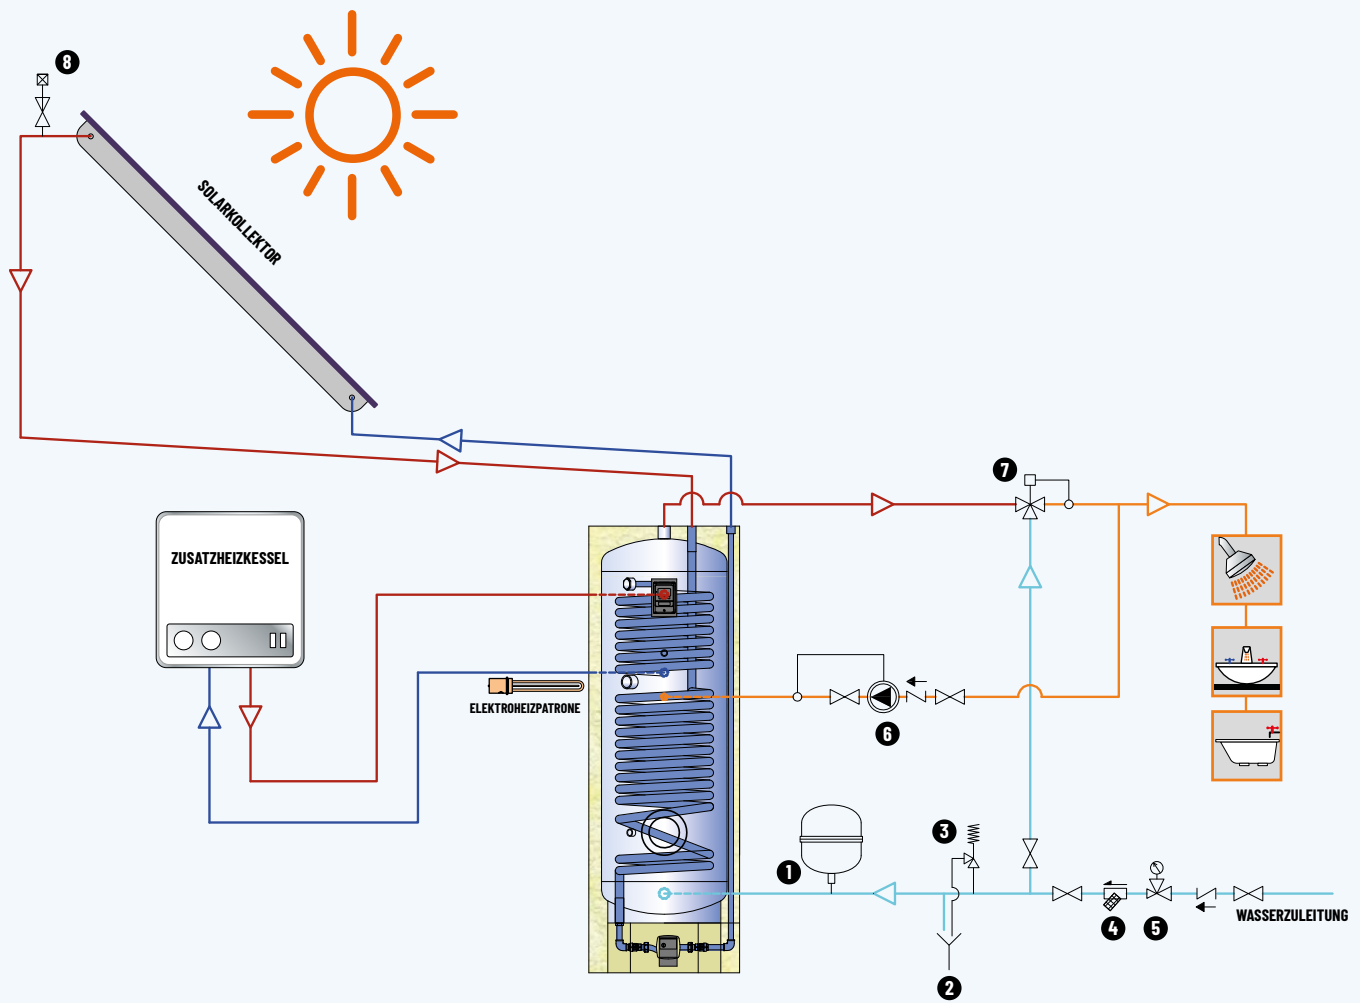 8
SOLARKOLLEKTOR
7
ZUSATZHEIZKESSEL
ELEKTROHEIZPATRONE
6
3
1
WASSERZULEITUNG
4
5
2